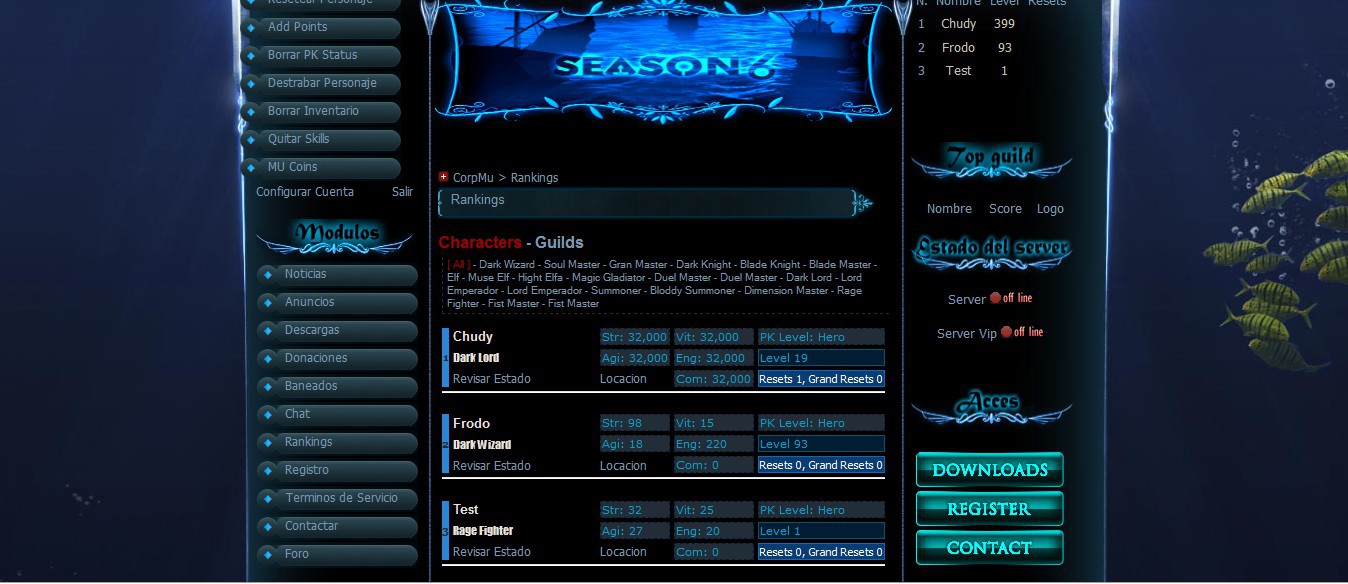 Resetear Personaje
Add Points
Borrar PK Status
Destrabar Personaje
Borrar Inventario
Quitar Skills
MU Coins
Configurar Cuenta Salir
Modulos
Noticias
Anuncios
Descargas
Donaciones
Baneados
Chat
Rankings
Registro
Terminos de Servicio
Contactar
Foro
SEASON 6
CorpMu > Rankings
Rankings
Characters - Guilds
[ All ] - Dark Wizard - Soul Master - Gran Master - Dark Knight - Blade Knight - Blade Master -
Elf - Muse Elf - Hight Elfa - Magic Gladiator - Duel Master - Duel Master - Dark Lord - Lord
Emperador - Lord Emperador - Summoner - Bloddy Summoner - Dimension Master - Rage
Fighter - Fist Master - Fist Master
Chudy Str: 32,000 Vit: 32,000 PK Level: Hero
1 Dark Lord Agi: 32,000 Eng: 32,000 Level 19
Revisar Estado Locacion Com: 32,000 Resets 1, Grand Resets 0
Frodo Str: 98 Vit: 15 PK Level: Hero
2 Dark Wizard Agi: 18 Eng: 220 Level 93
Revisar Estado Locacion Com: 0 Resets 0, Grand Resets 0
Test Str: 32 Vit: 25 PK Level: Hero
3 Rage Fighter Agi: 27 Eng: 20 Level 1
Revisar Estado Locacion Com: 0 Resets 0, Grand Resets 0
N. Nombre Level Resets
1 Chudy 399
2 Frodo 93
3 Test 1
Top guild
Nombre Score Logo
Estado del server
Server off line
Server Vip off line
Acces
DOWNLOADS
REGISTER
CONTACT